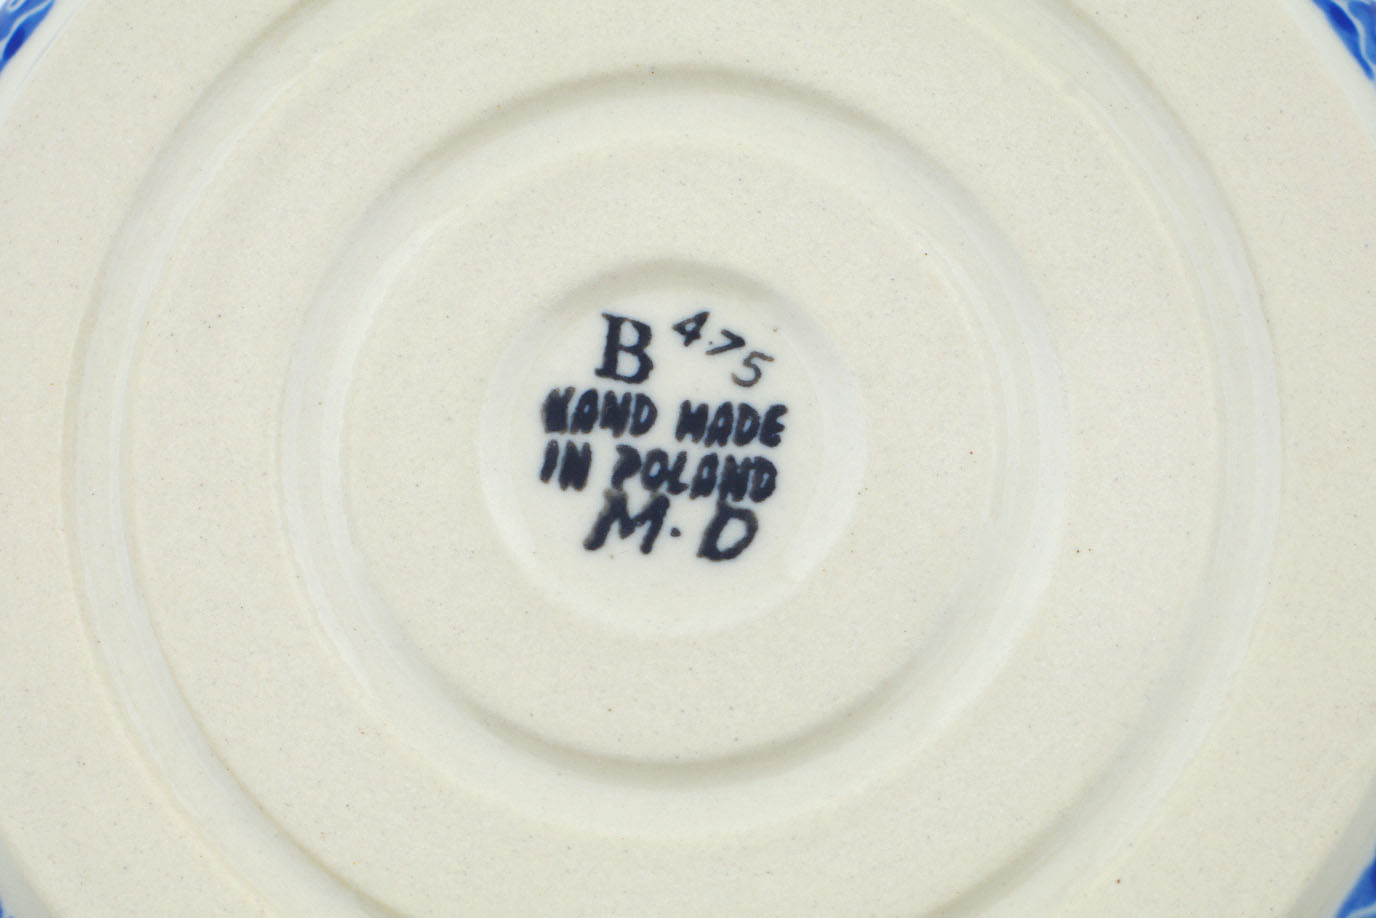 B 475
HAND MADE
IN POLAND
M. D